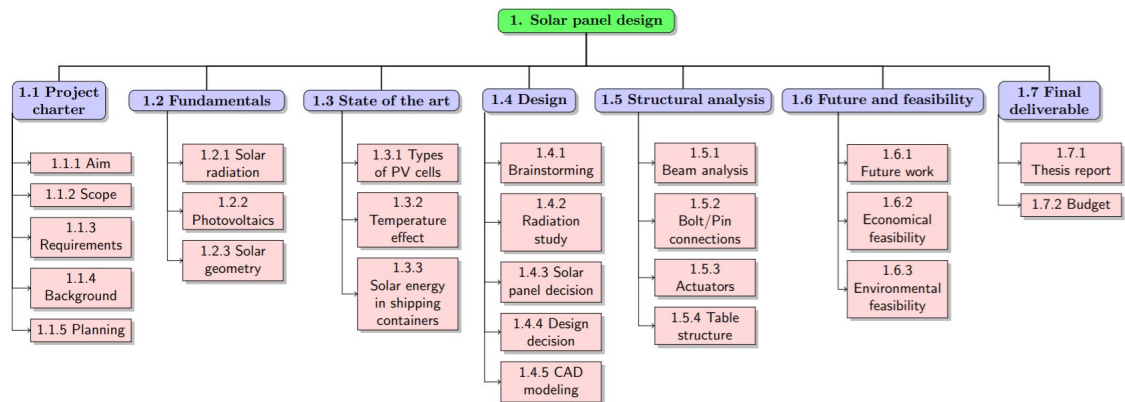 1. Solar panel design
1.1 Project
charter
1.1.1 Aim
1.1.2 Scope
1.1.3
Requirements
1.1.4
Background
1.1.5 Planning
1.2 Fundamentals
1.2.1 Solar
radiation
1.2.2
Photovoltaics
1.2.3 Solar
geometry
1.3 State of the art
1.3.1 Types
of PV cells
1.3.2
Temperature
effect
1.3.3
Solar energy
in shipping
containers
1.4 Design
1.4.1
Brainstorming
1.4.2
Radiation
study
1.4.3 Solar
panel decision
1.4.4 Design
decision
1.4.5 CAD
modeling
1.5 Structural analysis
1.5.1
Beam analysis
1.5.2
Bolt/Pin
connections
1.5.3
Actuators
1.5.4 Table
structure
1.6 Future and feasibility
1.6.1
Future work
1.6.2
Economical
feasibility
1.6.3
Environmental
feasibility
1.7 Final
deliverable
1.7.1
Thesis report
1.7.2 Budget